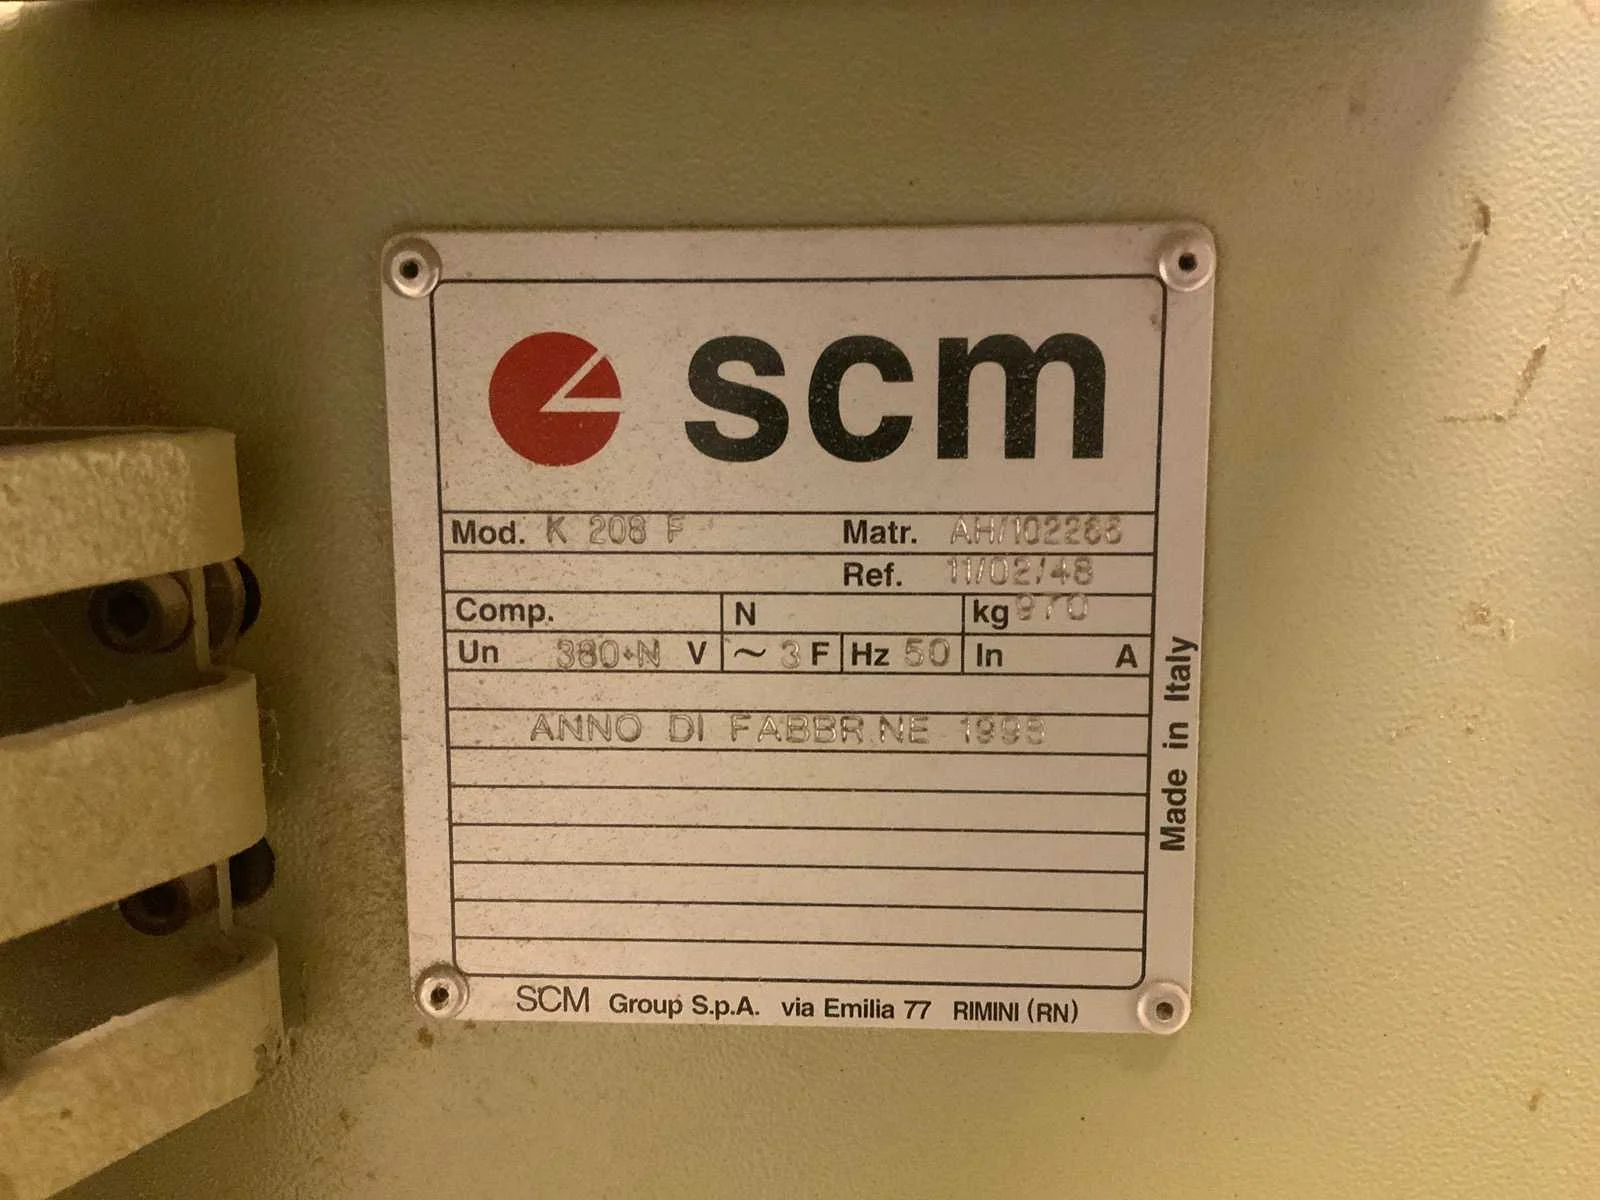 scm
Mod. K 208 F Matr. AH/102266
Ref. 11/02/48
Comp. N kg 970
Un 380+N V ~ 3 F Hz 50 In A
ANNO DI FABBR.NE 1998
Made in Italy
SCM Group S.p.A. via Emilia 77 RIMINI (RN)